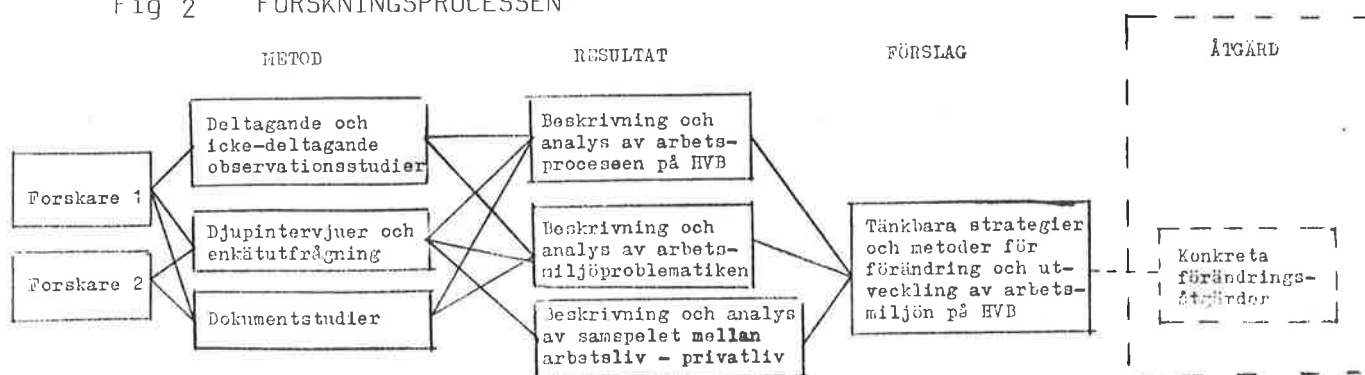 Fig 2 FORSKNINGSPROCESSEN
METOD
RESULTAT
FÖRSLAG
ÅTGÄRD
Forskare 1
Forskare 2
Deltagande och
icke-deltagande
observationsstudier
Djupintervjuer och
enkätutfrågning
Dokumentstudier
Beskrivning och
analys av arbets-
processen på HVB
Beskrivning och
analys av arbets-
miljöproblematiken
Beskrivning och analys
av samspelet mellan
arbetsliv - privatliv
Tänkbara strategier
och metoder för
förändring och ut-
veckling av arbets-
miljön på HVB
Konkreta
förändrings-
åtgärder